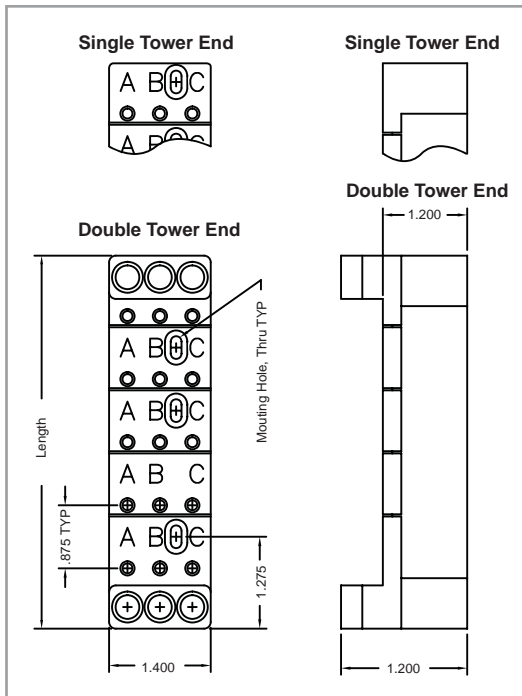 Single Tower End
Single Tower End
A B C
A B C
Double Tower End
1.200
Double Tower End
Length
Mouting Hole, Thru TYP
A B C
A B C
A B C
.875 TYP
A B C
1.275
1.400
1.200